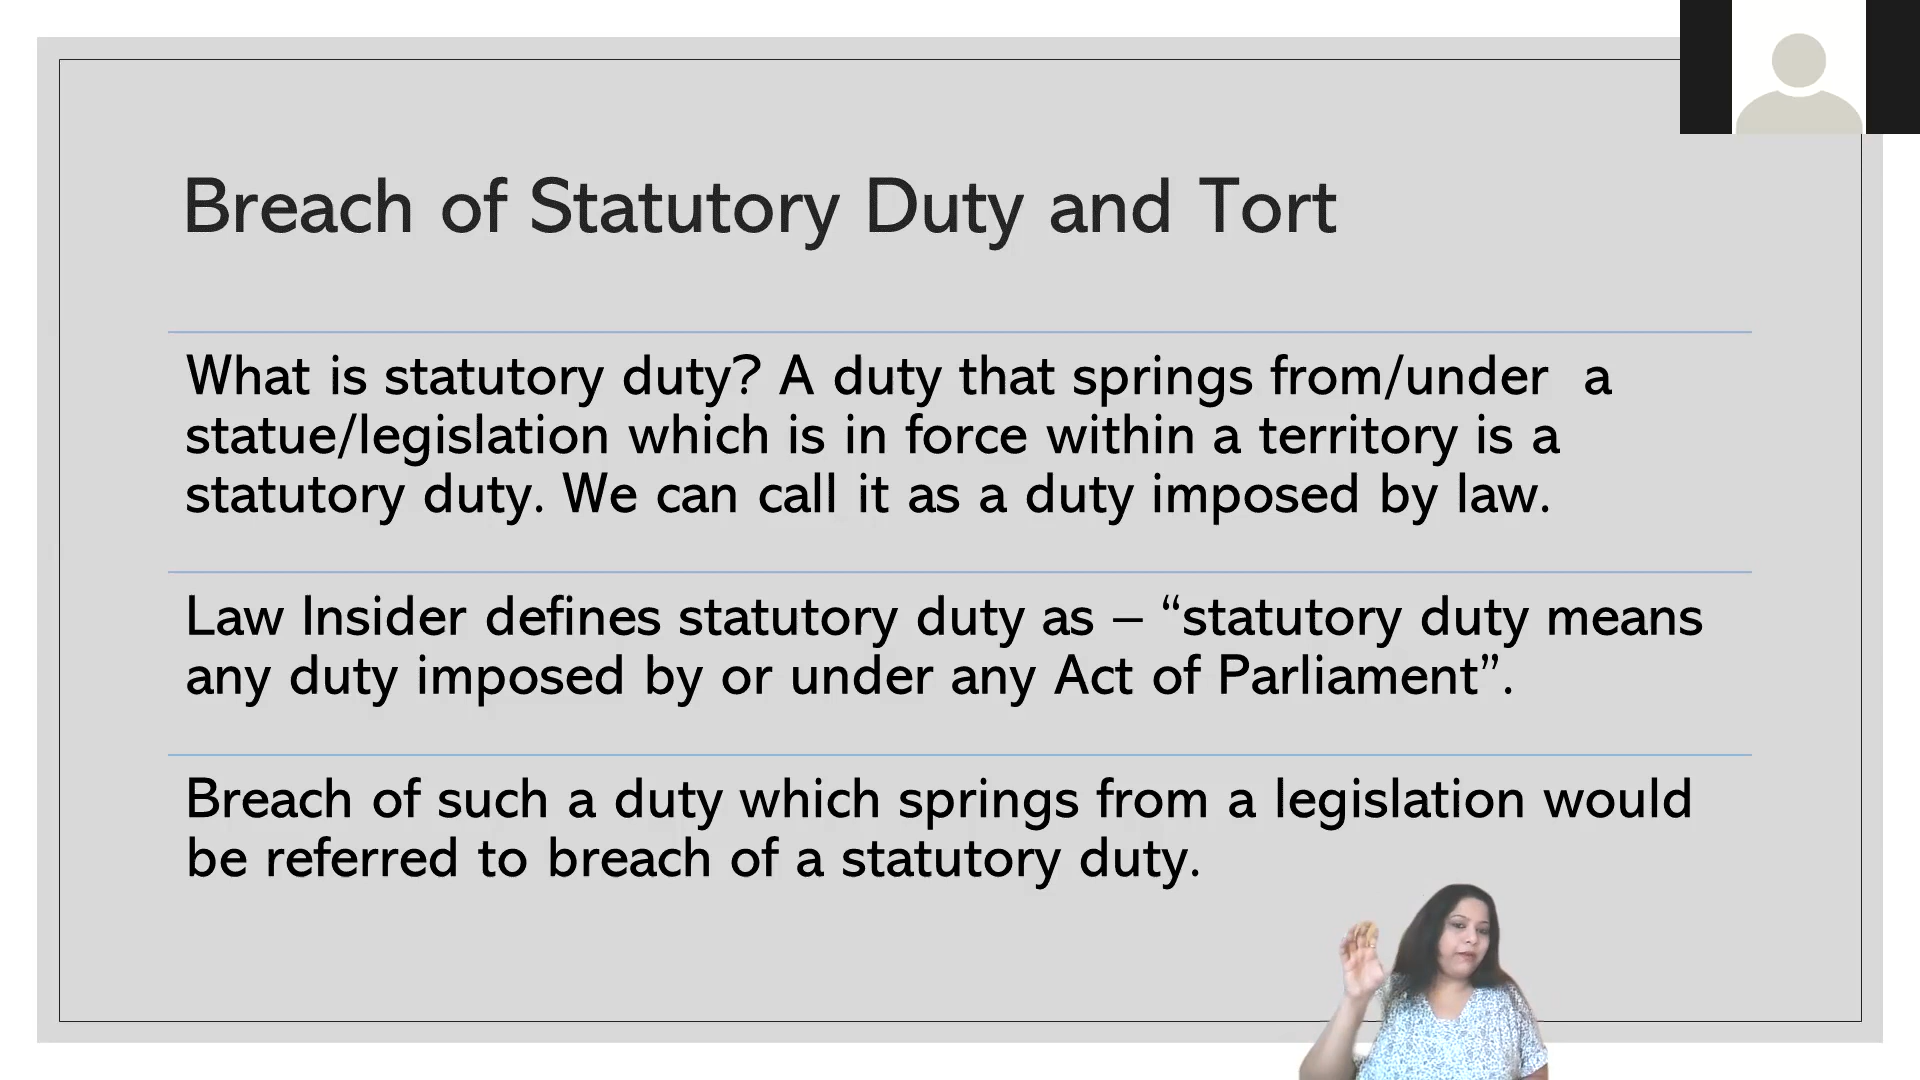 Breach of Statutory Duty and Tort
What is statutory duty? A duty that springs from/under  a
statue/legislation which is in force within a territory is a
statutory duty. We can call it as a duty imposed by law.
Law Insider defines statutory duty as – “statutory duty means
any duty imposed by or under any Act of Parliament”.
Breach of such a duty which springs from a legislation would
be referred to breach of a statutory duty.